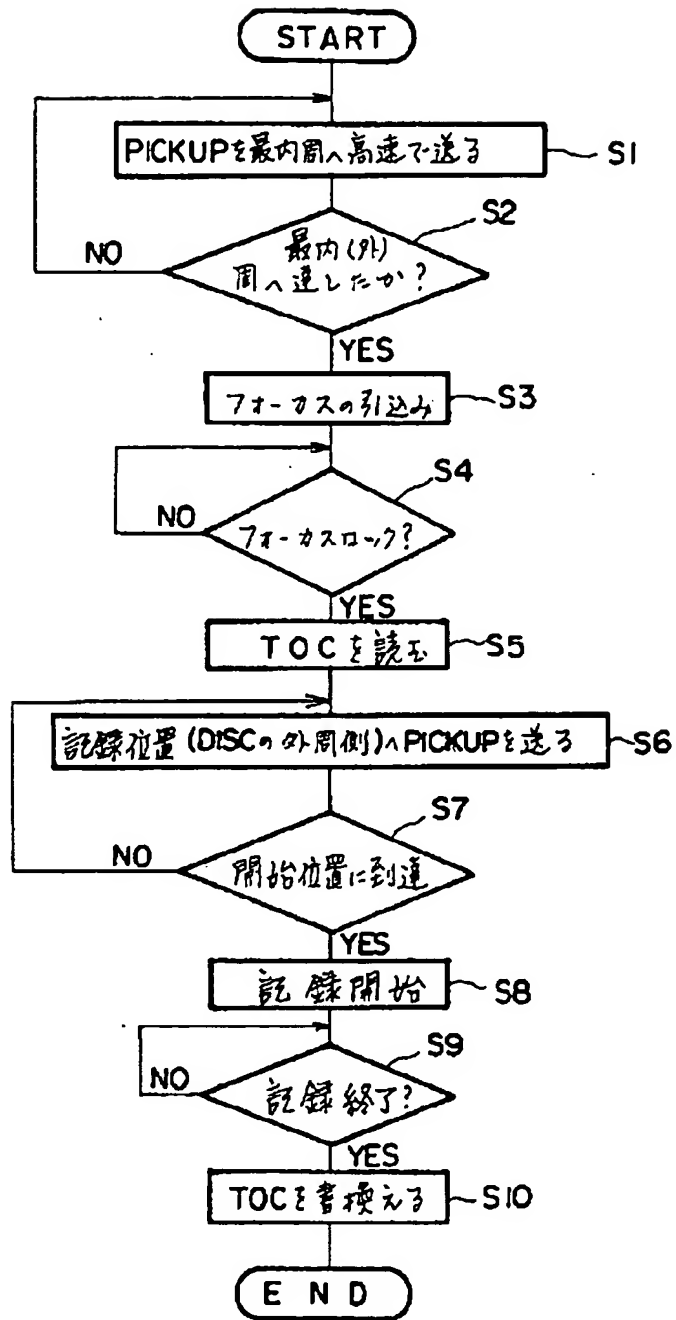 START
PICKUPを最内周へ高速で送る
S1
S2
最内(外)
周へ達したか?
NO
YES
フォーカスの引込み
S3
S4
フォーカスロック?
NO
YES
TOCを読む
S5
記録位置(DISCの外周側)へPICKUPを送る
S6
S7
開始位置に到達
NO
YES
記録開始
S8
S9
記録終了?
NO
YES
TOCを書換える
S10
END